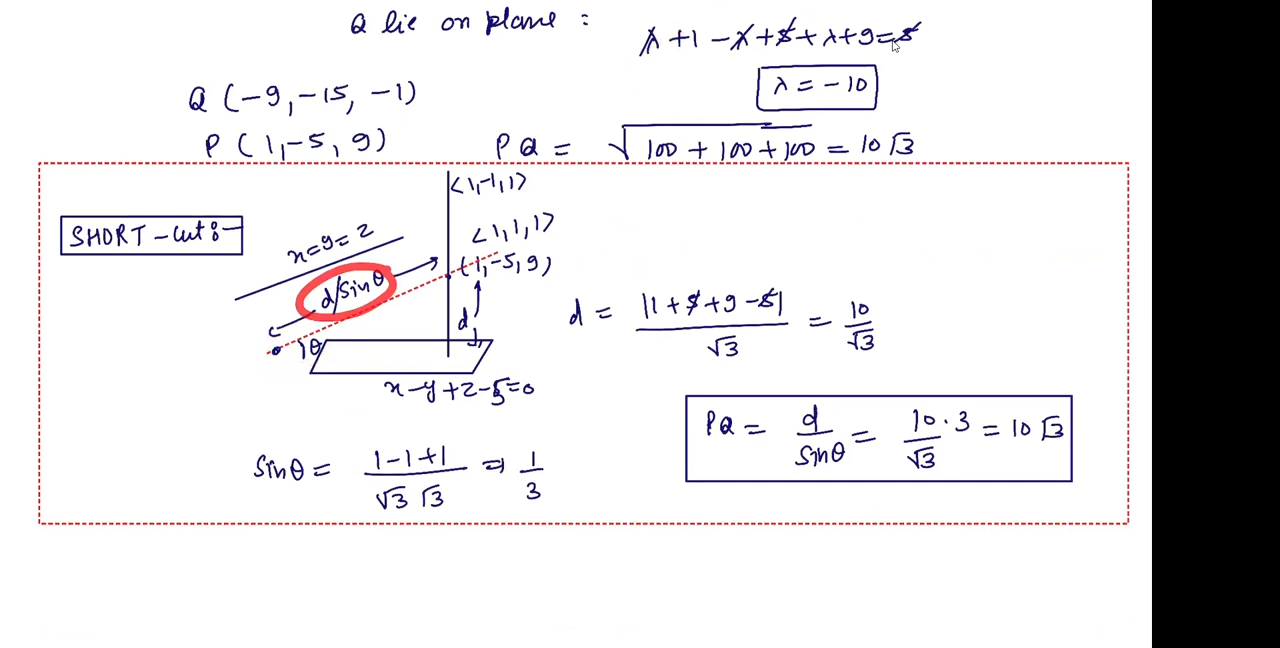 Q lie on plane :
λ + 1 - λ + 5 + λ + 9 = 5
λ = -10
Q (-9, -15, -1)
P (1, -5, 9)
PQ = √100 + 100 + 100 = 10√3
SHORT-Cut :-
<1, -1, 1>
x = y = z
<1, 1, 1>
(1, -5, 9)
d/sinθ
d
θ
x - y + z - 5 = 0
d = |1 + 5 + 9 - 5| / √3 = 10/√3
PQ = d/sinθ = 10·3/√3 = 10√3
sinθ = 1 - 1 + 1 / √3 √3 ⇒ 1/3